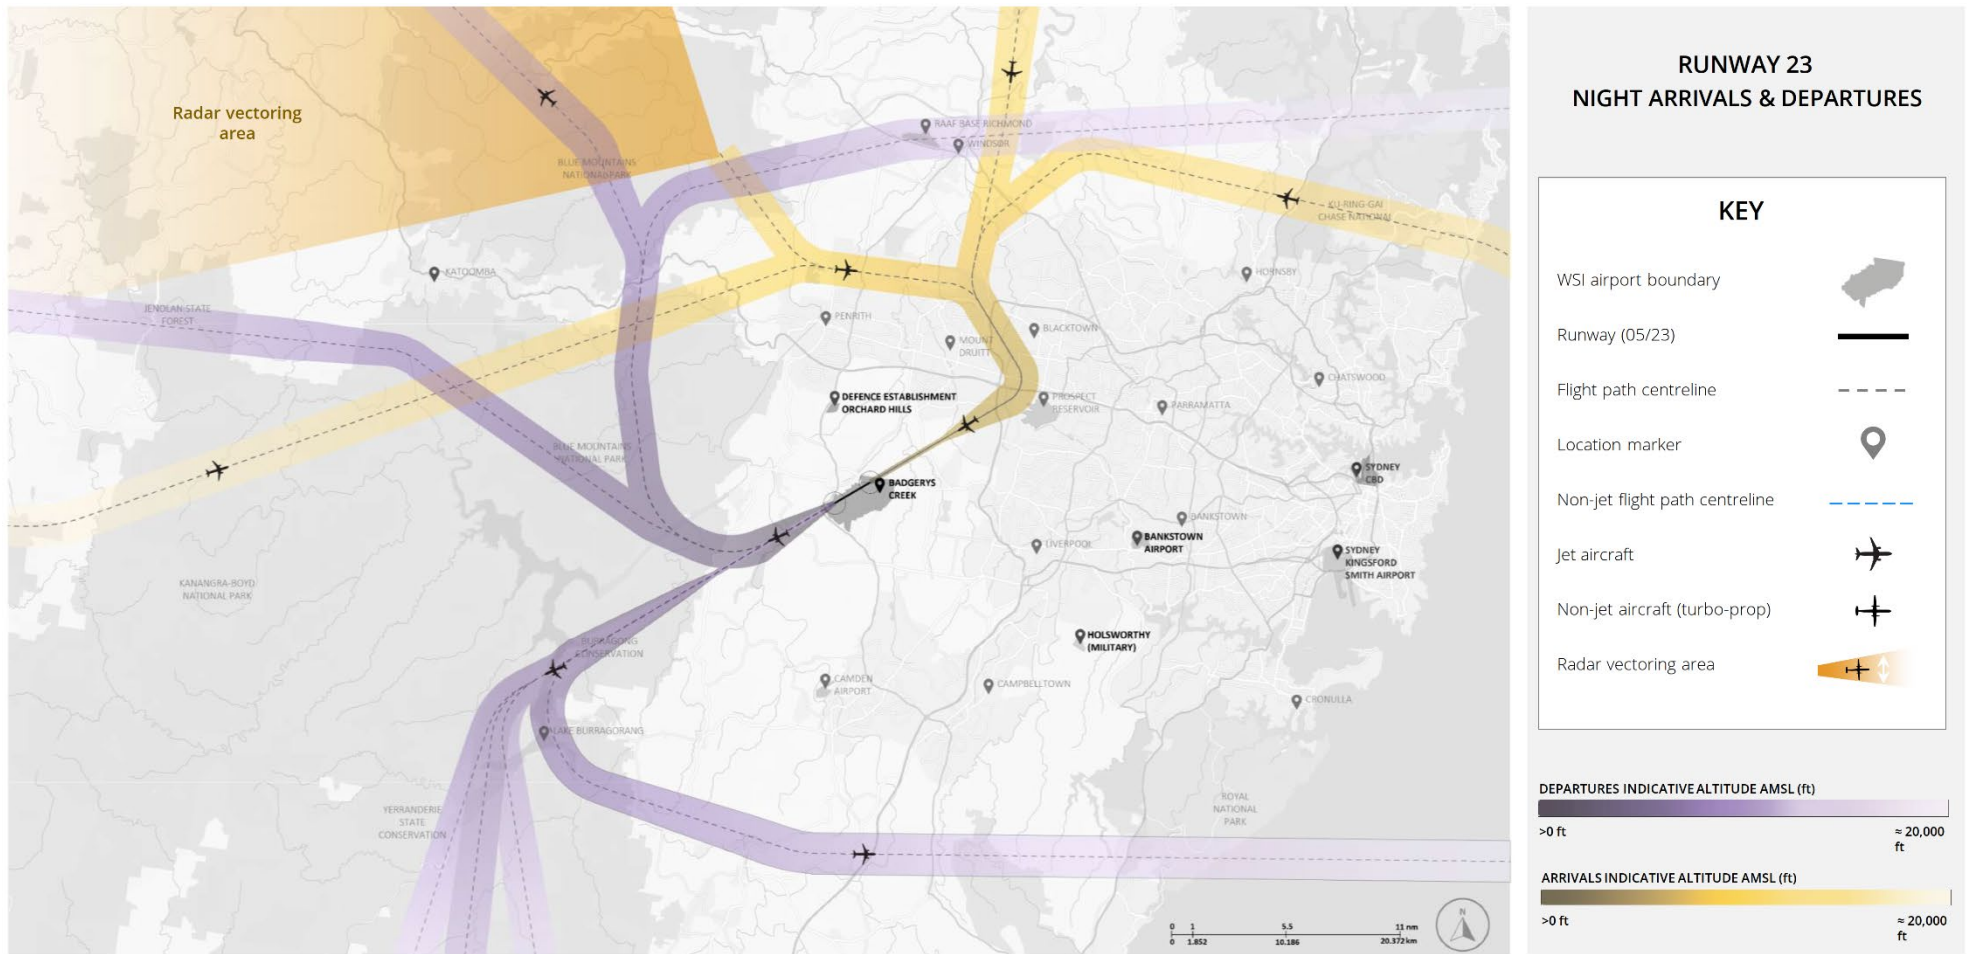 Radar vectoring
area
RAAF BASE RICHMOND
WINDSOR
BLUE MOUNTAINS
NATIONAL PARK
KU-RING-GAI
CHASE NATIONAL
KATOOMBA
HORNSBY
JENOLAN STATE
FOREST
PENRITH
BLACKTOWN
MOUNT
DRUITT
CHATSWOOD
DEFENCE ESTABLISHMENT
ORCHARD HILLS
PROSPECT
RESERVOIR
PARRAMATTA
BLUE MOUNTAINS
NATIONAL PARK
SYDNEY
CBD
BADGERYS
CREEK
BANKSTOWN
BANKSTOWN
AIRPORT
LIVERPOOL
SYDNEY
KINGSFORD
SMITH AIRPORT
KANANGRA-BOYD
NATIONAL PARK
BURRAGONG
CONSERVATION
HOLSWORTHY
(MILITARY)
CAMDEN
AIRPORT
CAMPBELLTOWN
CRONULLA
LAKE BURRAGORANG
YERRANDERIE
STATE
CONSERVATION
ROYAL
NATIONAL
PARK
0 1 5.5 11 nm
0 1.852 10.186 20.372km
N
RUNWAY 23
NIGHT ARRIVALS & DEPARTURES
KEY
WSI airport boundary
Runway (05/23)
Flight path centreline
Location marker
Non-jet flight path centreline
Jet aircraft
Non-jet aircraft (turbo-prop)
Radar vectoring area
DEPARTURES INDICATIVE ALTITUDE AMSL (ft)
>0 ft ≈ 20,000
ft
ARRIVALS INDICATIVE ALTITUDE AMSL (ft)
>0 ft ≈ 20,000
ft